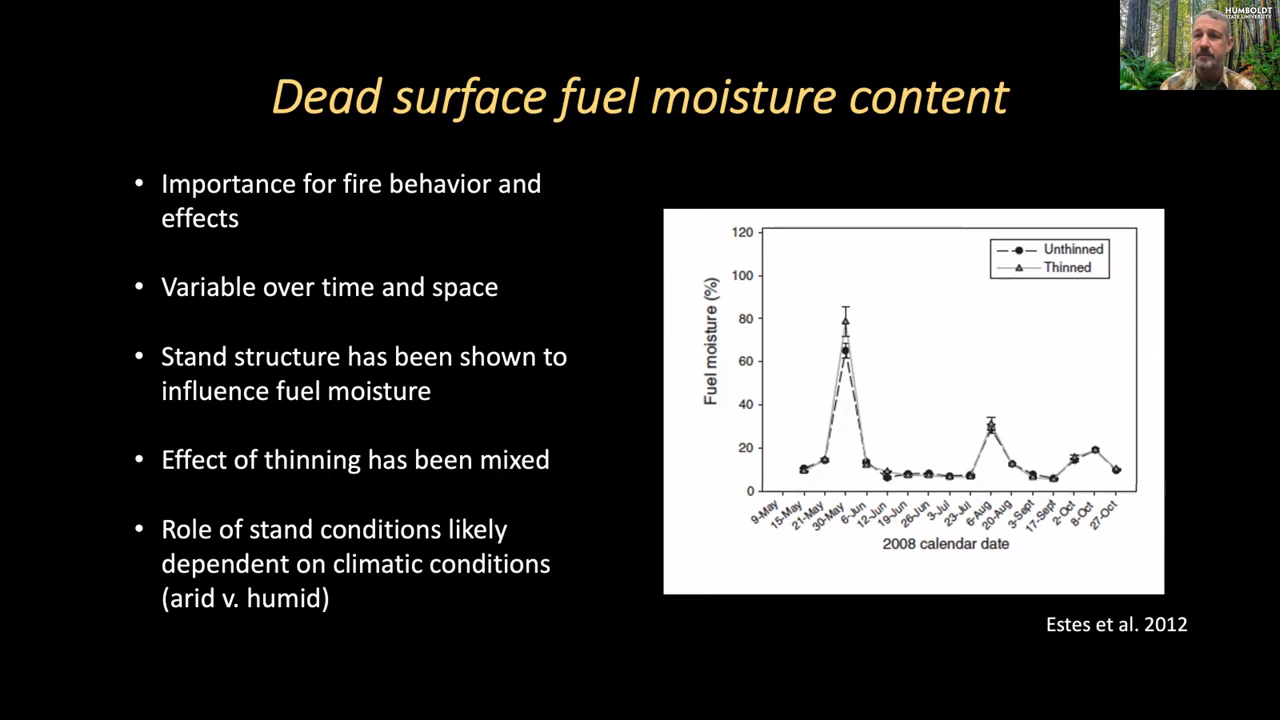 HUMBOLDT
STATE UNIVERSITY
Dead surface fuel moisture content
• Importance for fire behavior and
effects
• Variable over time and space
• Stand structure has been shown to
influence fuel moisture
• Effect of thinning has been mixed
• Role of stand conditions likely
dependent on climatic conditions
(arid v. humid)
Unthinned
Thinned
Fuel moisture (%)
120
100
80
60
40
20
0
9-May
15-May
21-May
30-May
6-Jun
12-Jun
19-Jun
26-Jun
3-Jul
23-Jul
6-Aug
20-Aug
3-Sept
17-Sept
2-Oct
8-Oct
27-Oct
2008 calendar date
Estes et al. 2012